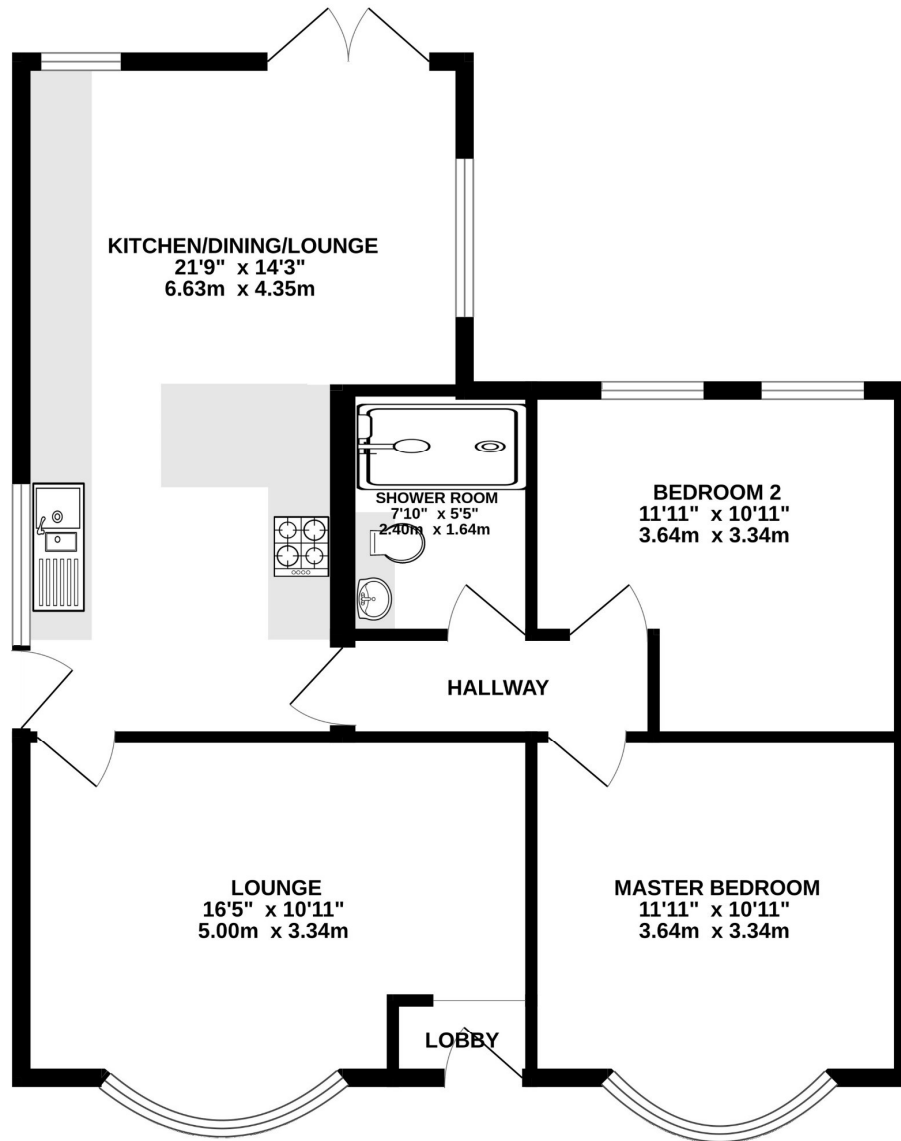 KITCHEN/DINING/LOUNGE
21'9" x 14'3"
6.63m x 4.35m
SHOWER ROOM
7'10" x 5'5"
2.40m x 1.64m
BEDROOM 2
11'11" x 10'11"
3.64m x 3.34m
HALLWAY
LOUNGE
16'5" x 10'11"
5.00m x 3.34m
MASTER BEDROOM
11'11" x 10'11"
3.64m x 3.34m
LOBBY